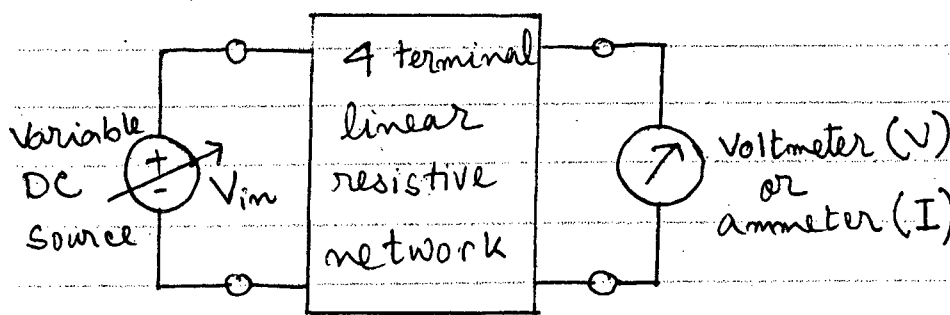 4 terminal
linear
resistive
network
Variable
DC
Source
+
-
Vin
Voltmeter (V)
or
ammeter (I)